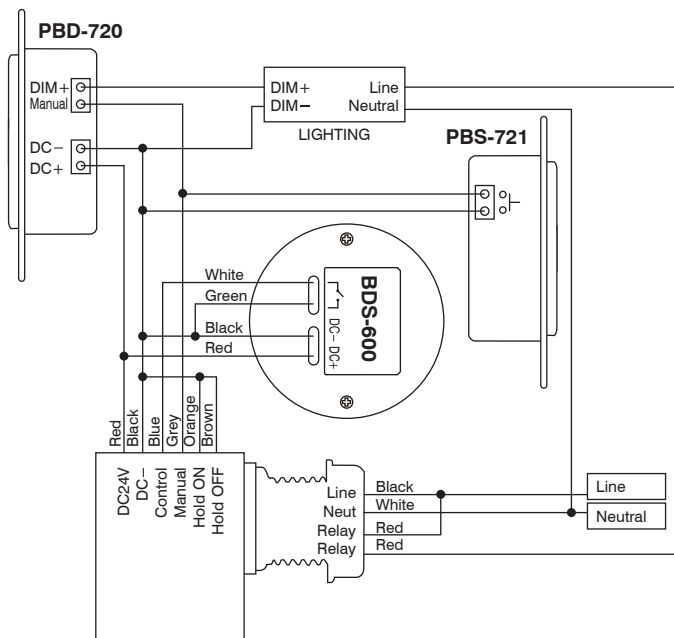 PBD-720
DIM+
Manual
DC−
DC+
DIM+
DIM−
Line
Neutral
LIGHTING
PBS-721
White
Green
Black
Red
BDS-600
DC− DC+
Red
Black
Blue
Grey
Orange
Brown
DC24V
DC−
Control
Manual
Hold ON
Hold OFF
Line
Neut
Relay
Relay
Black
White
Red
Red
Line
Neutral